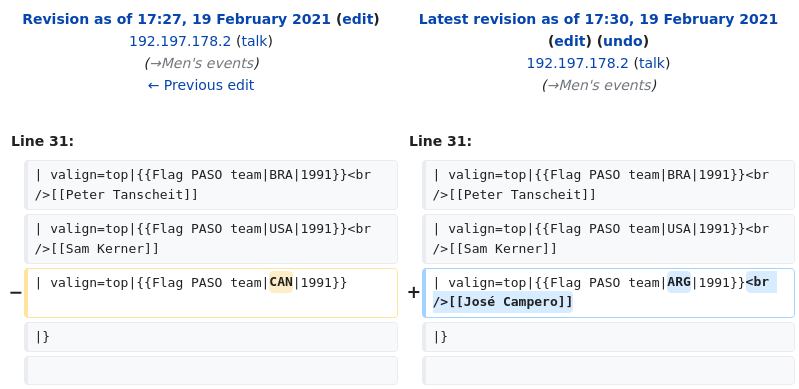 Revision as of 17:27, 19 February 2021 (edit)
192.197.178.2 (talk)
(→Men's events)
← Previous edit
Latest revision as of 17:30, 19 February 2021
(edit) (undo)
192.197.178.2 (talk)
(→Men's events)
Line 31:
Line 31:
| valign=top|{{Flag PASO team|BRA|1991}}<br
/>[[Peter Tanscheit]]
| valign=top|{{Flag PASO team|BRA|1991}}<br
/>[[Peter Tanscheit]]
| valign=top|{{Flag PASO team|USA|1991}}<br
/>[[Sam Kerner]]
| valign=top|{{Flag PASO team|USA|1991}}<br
/>[[Sam Kerner]]
− | valign=top|{{Flag PASO team|CAN|1991}}
+ | valign=top|{{Flag PASO team|ARG|1991}}<br
/>[[José Campero]]
|}
|}